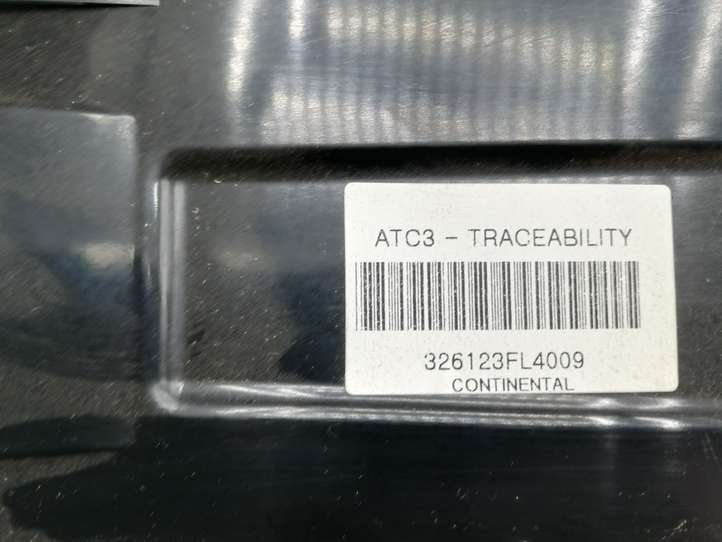 ATC3 - TRACEABILITY
326123FL4009
CONTINENTAL